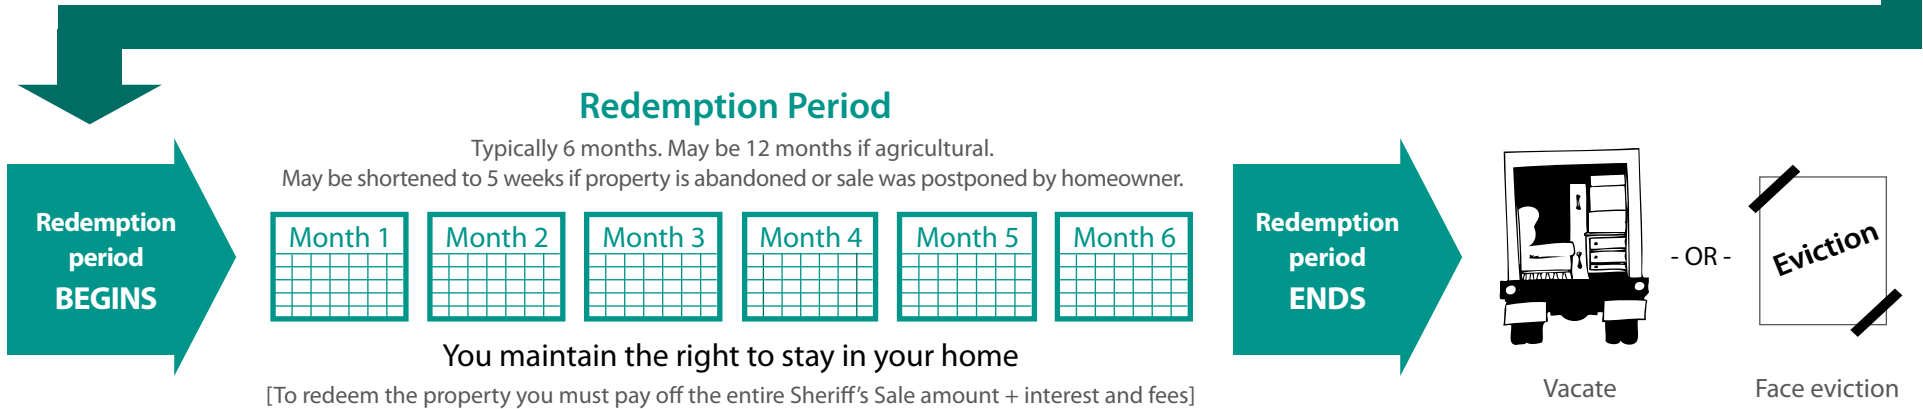 Redemption Period
Typically 6 months. May be 12 months if agricultural.
May be shortened to 5 weeks if property is abandoned or sale was postponed by homeowner.
Redemption
period
BEGINS
Month 1
Month 2
Month 3
Month 4
Month 5
Month 6
You maintain the right to stay in your home
[To redeem the property you must pay off the entire Sheriff’s Sale amount + interest and fees]
Redemption
period
ENDS
- OR -
Eviction
Vacate
Face eviction